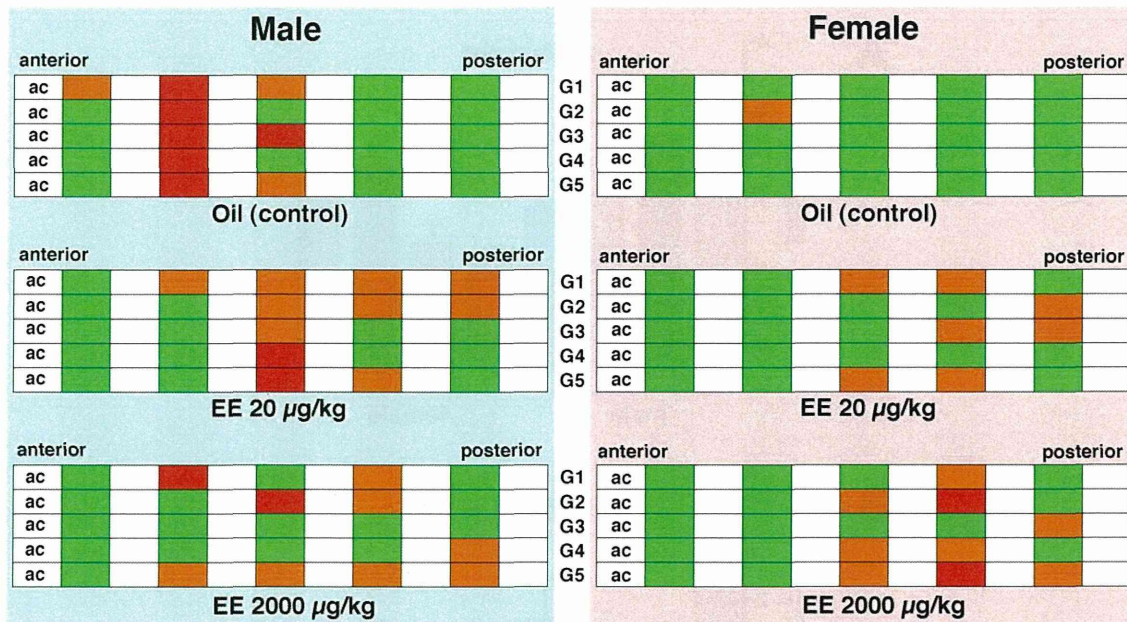 Male Female
anterior posterior anterior posterior
ac G1 ac
ac G2 ac
ac G3 ac
ac G4 ac
ac G5 ac
Oil (control) Oil (control)
anterior posterior anterior posterior
ac G1 ac
ac G2 ac
ac G3 ac
ac G4 ac
ac G5 ac
EE 20 µg/kg EE 20 µg/kg
anterior posterior anterior posterior
ac G1 ac
ac G2 ac
ac G3 ac
ac G4 ac
ac G5 ac
EE 2000 µg/kg EE 2000 µg/kg